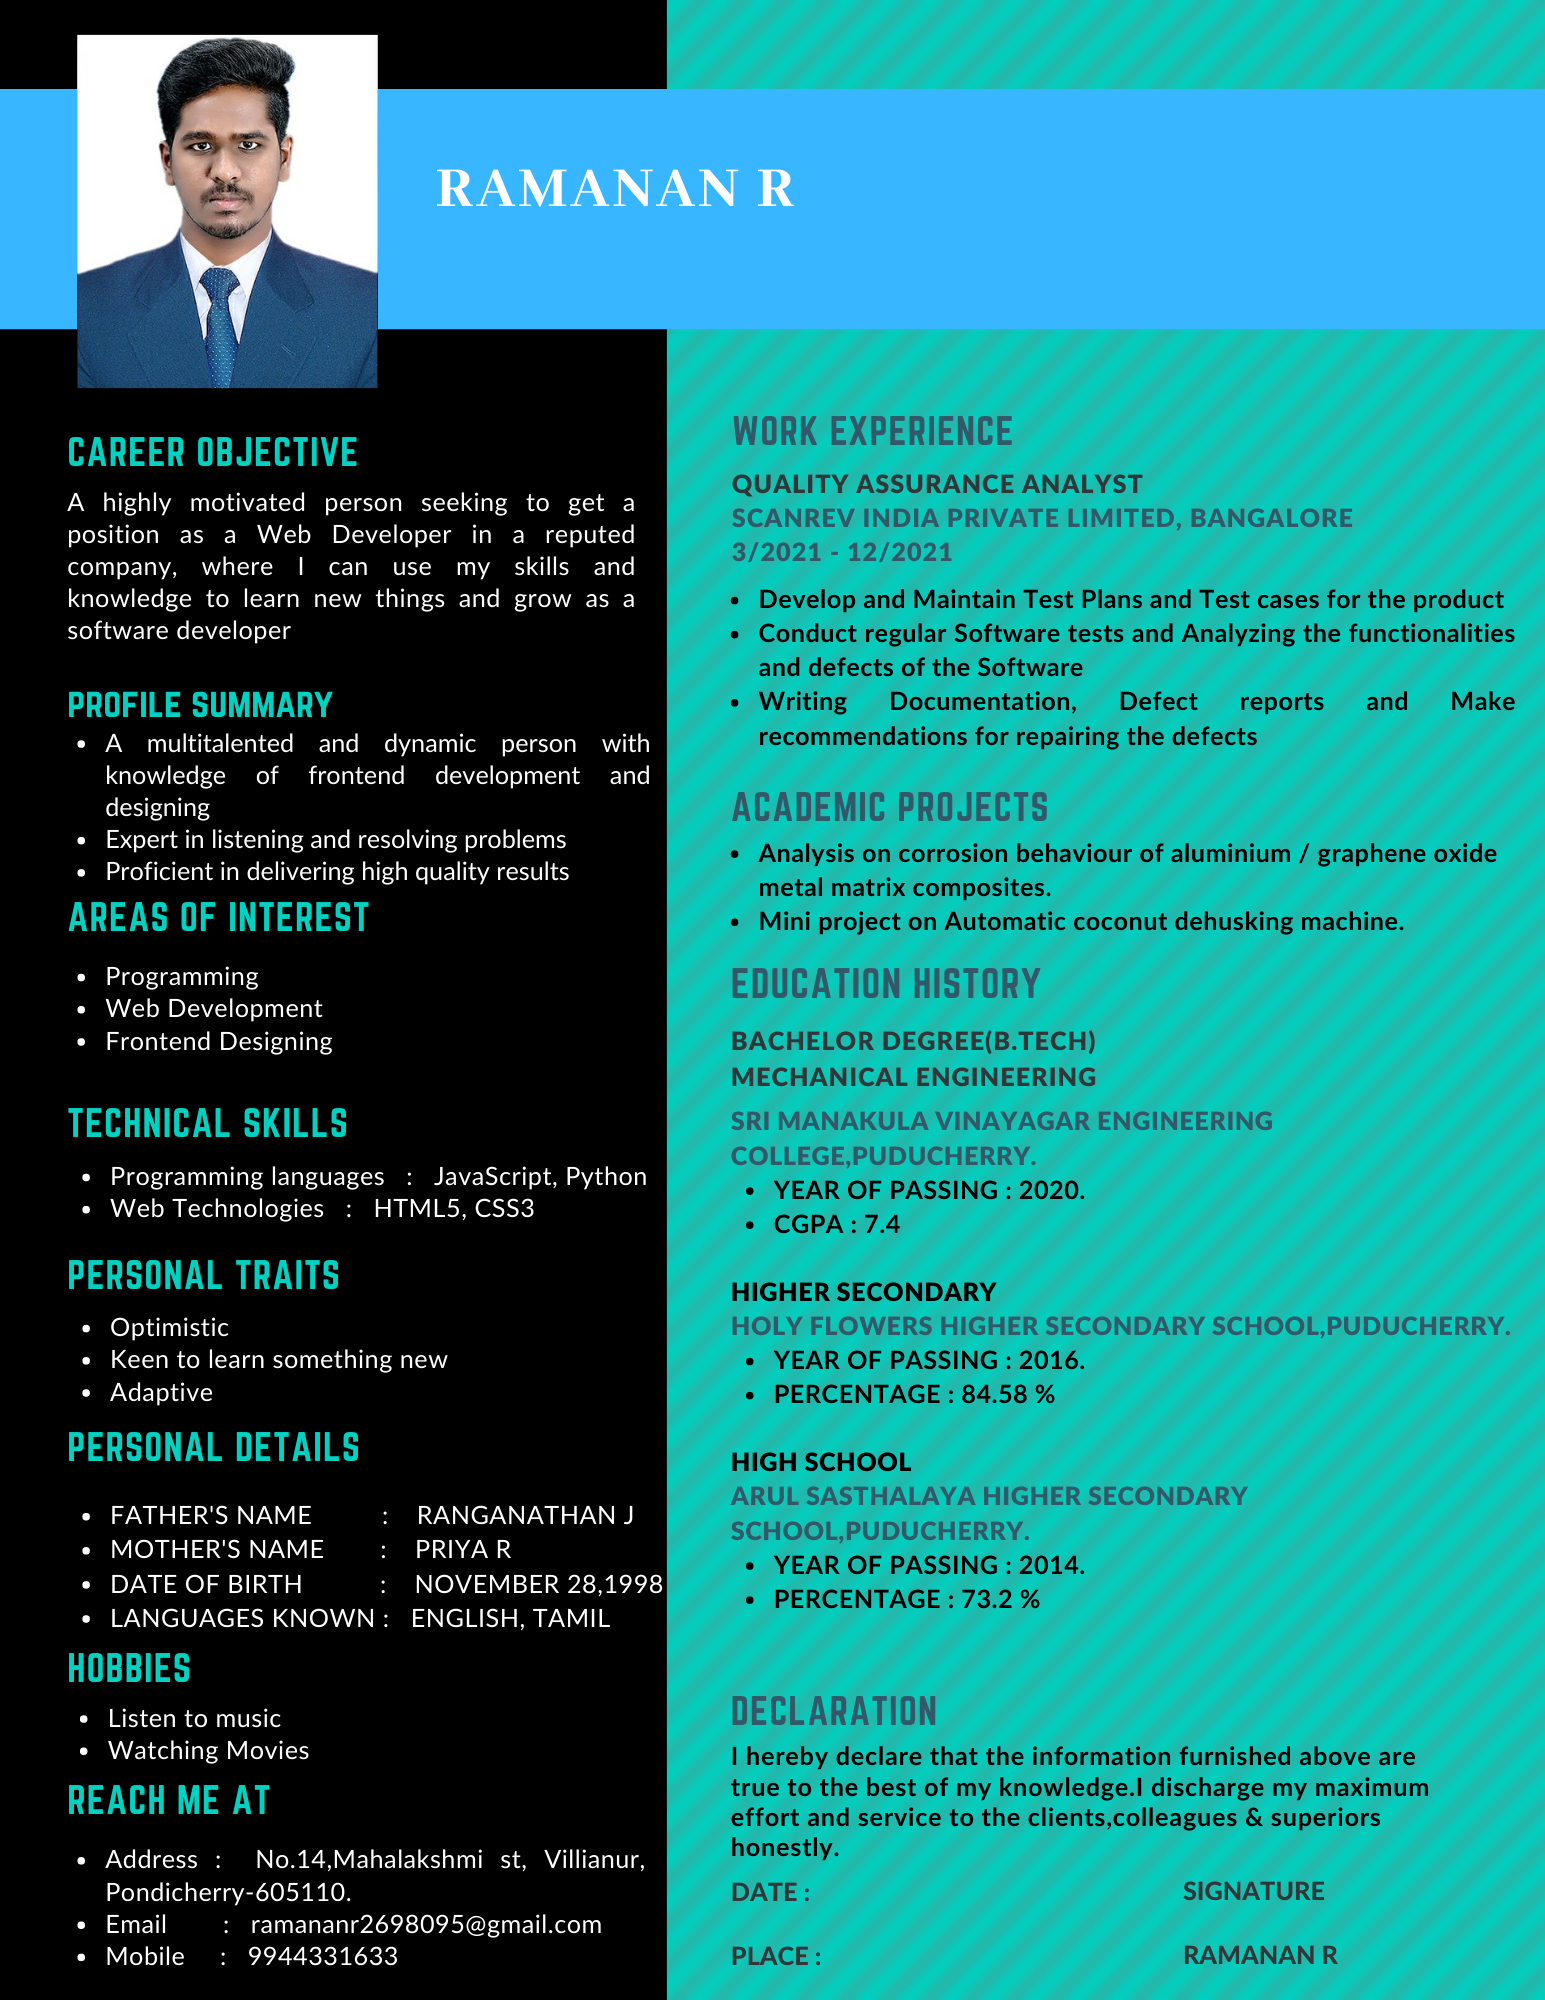 RAMANAN R
CAREER OBJECTIVE
A highly motivated person seeking to get a
position as a Web Developer in a reputed
company, where I can use my skills and
knowledge to learn new things and grow as a
software developer
PROFILE SUMMARY
• A multitalented and dynamic person with
knowledge of frontend development and
designing
• Expert in listening and resolving problems
• Proficient in delivering high quality results
AREAS OF INTEREST
• Programming
• Web Development
• Frontend Designing
TECHNICAL SKILLS
• Programming languages : JavaScript, Python
• Web Technologies : HTML5, CSS3
PERSONAL TRAITS
• Optimistic
• Keen to learn something new
• Adaptive
PERSONAL DETAILS
• FATHER'S NAME : RANGANATHAN J
• MOTHER'S NAME : PRIYA R
• DATE OF BIRTH : NOVEMBER 28,1998
• LANGUAGES KNOWN : ENGLISH, TAMIL
HOBBIES
• Listen to music
• Watching Movies
REACH ME AT
• Address : No.14,Mahalakshmi st, Villianur,
Pondicherry-605110.
• Email : ramananr2698095@gmail.com
• Mobile : 9944331633
WORK EXPERIENCE
QUALITY ASSURANCE ANALYST
SCANREV INDIA PRIVATE LIMITED, BANGALORE
3/2021 - 12/2021
• Develop and Maintain Test Plans and Test cases for the product
• Conduct regular Software tests and Analyzing the functionalities
and defects of the Software
• Writing Documentation, Defect reports and Make
recommendations for repairing the defects
ACADEMIC PROJECTS
• Analysis on corrosion behaviour of aluminium / graphene oxide
metal matrix composites.
• Mini project on Automatic coconut dehusking machine.
EDUCATION HISTORY
BACHELOR DEGREE(B.TECH)
MECHANICAL ENGINEERING
SRI MANAKULA VINAYAGAR ENGINEERING
COLLEGE,PUDUCHERRY.
• YEAR OF PASSING : 2020.
• CGPA : 7.4
HIGHER SECONDARY
HOLY FLOWERS HIGHER SECONDARY SCHOOL,PUDUCHERRY.
• YEAR OF PASSING : 2016.
• PERCENTAGE : 84.58 %
HIGH SCHOOL
ARUL SASTHALAYA HIGHER SECONDARY
SCHOOL,PUDUCHERRY.
• YEAR OF PASSING : 2014.
• PERCENTAGE : 73.2 %
DECLARATION
I hereby declare that the information furnished above are
true to the best of my knowledge.I discharge my maximum
effort and service to the clients,colleagues & superiors
honestly.
DATE : SIGNATURE
PLACE : RAMANAN R